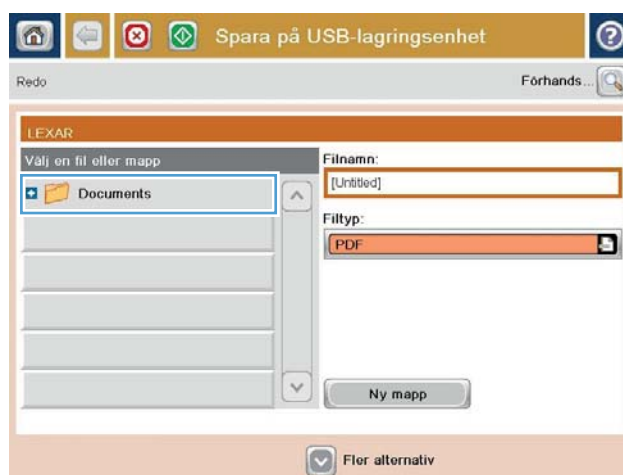 Spara på USB-lagringsenhet
?
Redo
Förhands...
LEXAR
Välj en fil eller mapp
Filnamn:
Documents
[Untitled]
Filtyp:
PDF
Ny mapp
Fler alternativ